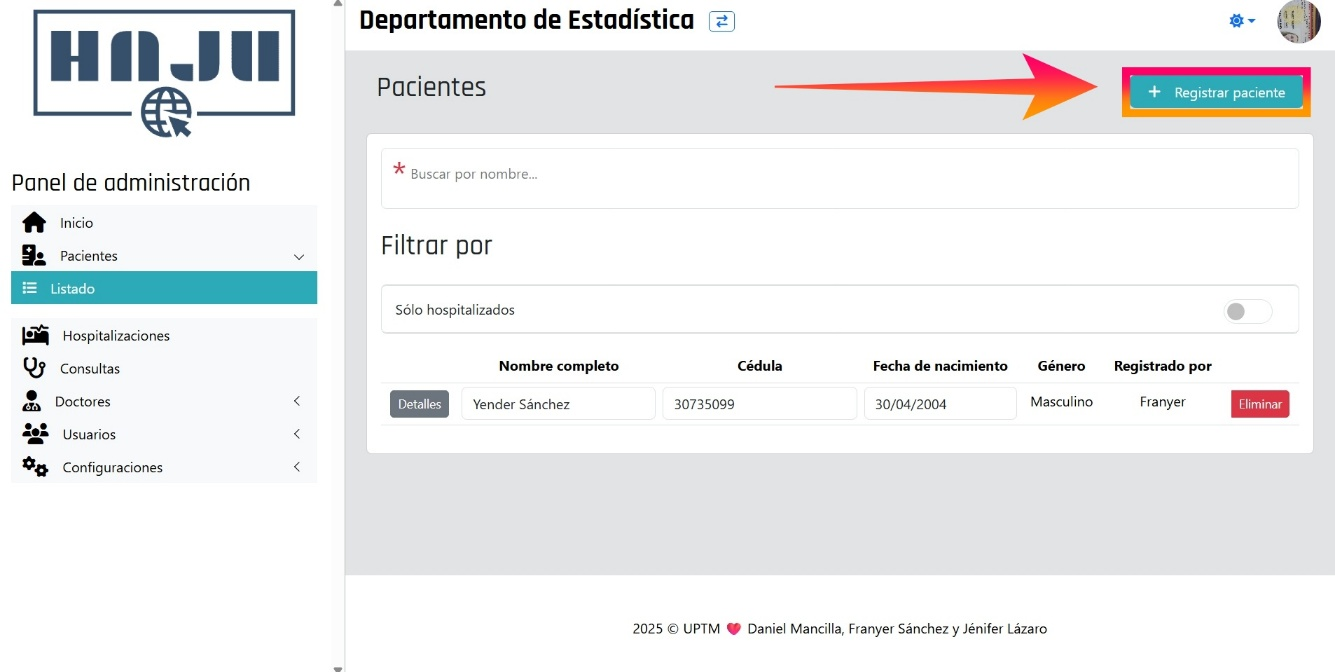 HNJU
Departamento de Estadística
Pacientes
+ Registrar paciente
* Buscar por nombre...
Panel de administración
Inicio
Pacientes
Listado
Hospitalizaciones
Consultas
Doctores
Usuarios
Configuraciones
Filtrar por
Sólo hospitalizados
Nombre completo Cédula Fecha de nacimiento Género Registrado por
Detalles Yender Sánchez 30735099 30/04/2004 Masculino Franyer Eliminar
2025 © UPTM ❤ Daniel Mancilla, Franyer Sánchez y Jénifer Lázaro